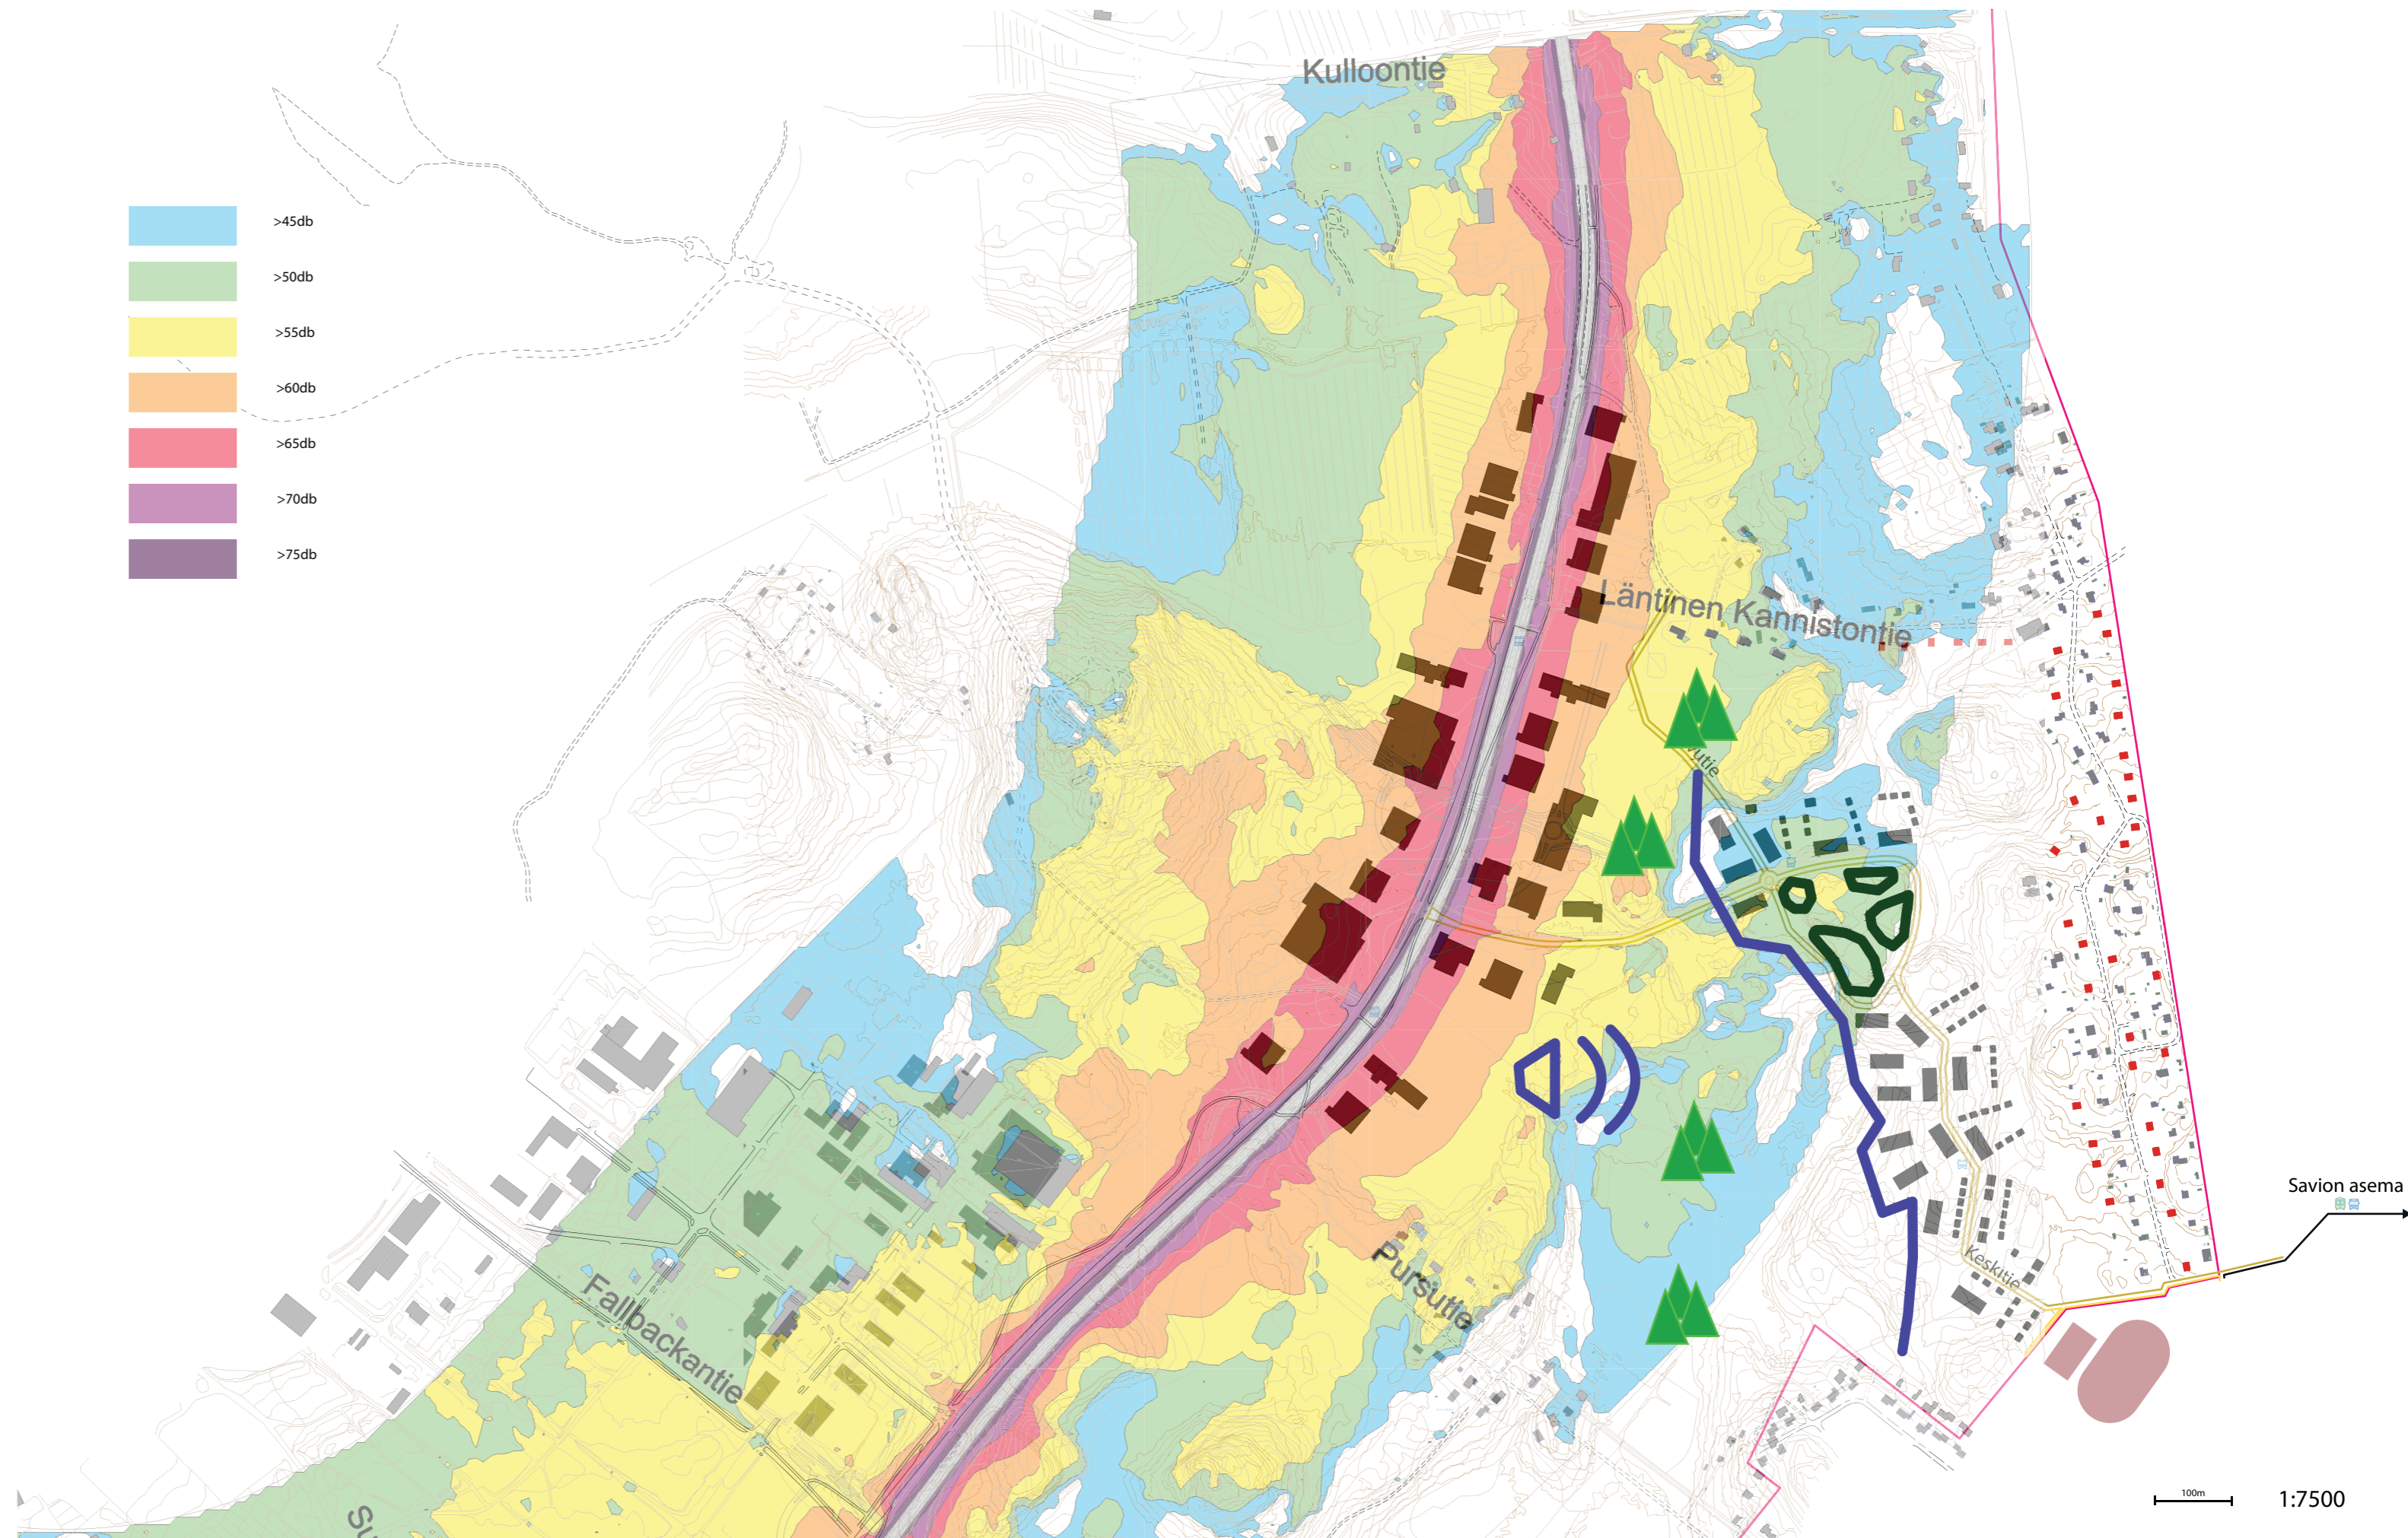 Kulloontie
>45db
>50db
>55db
>60db
>65db
>70db
>75db
Läntinen Kannistontie
Savion asema
Keskitie
Pursutie
Fallbackantie
100m
1:7500